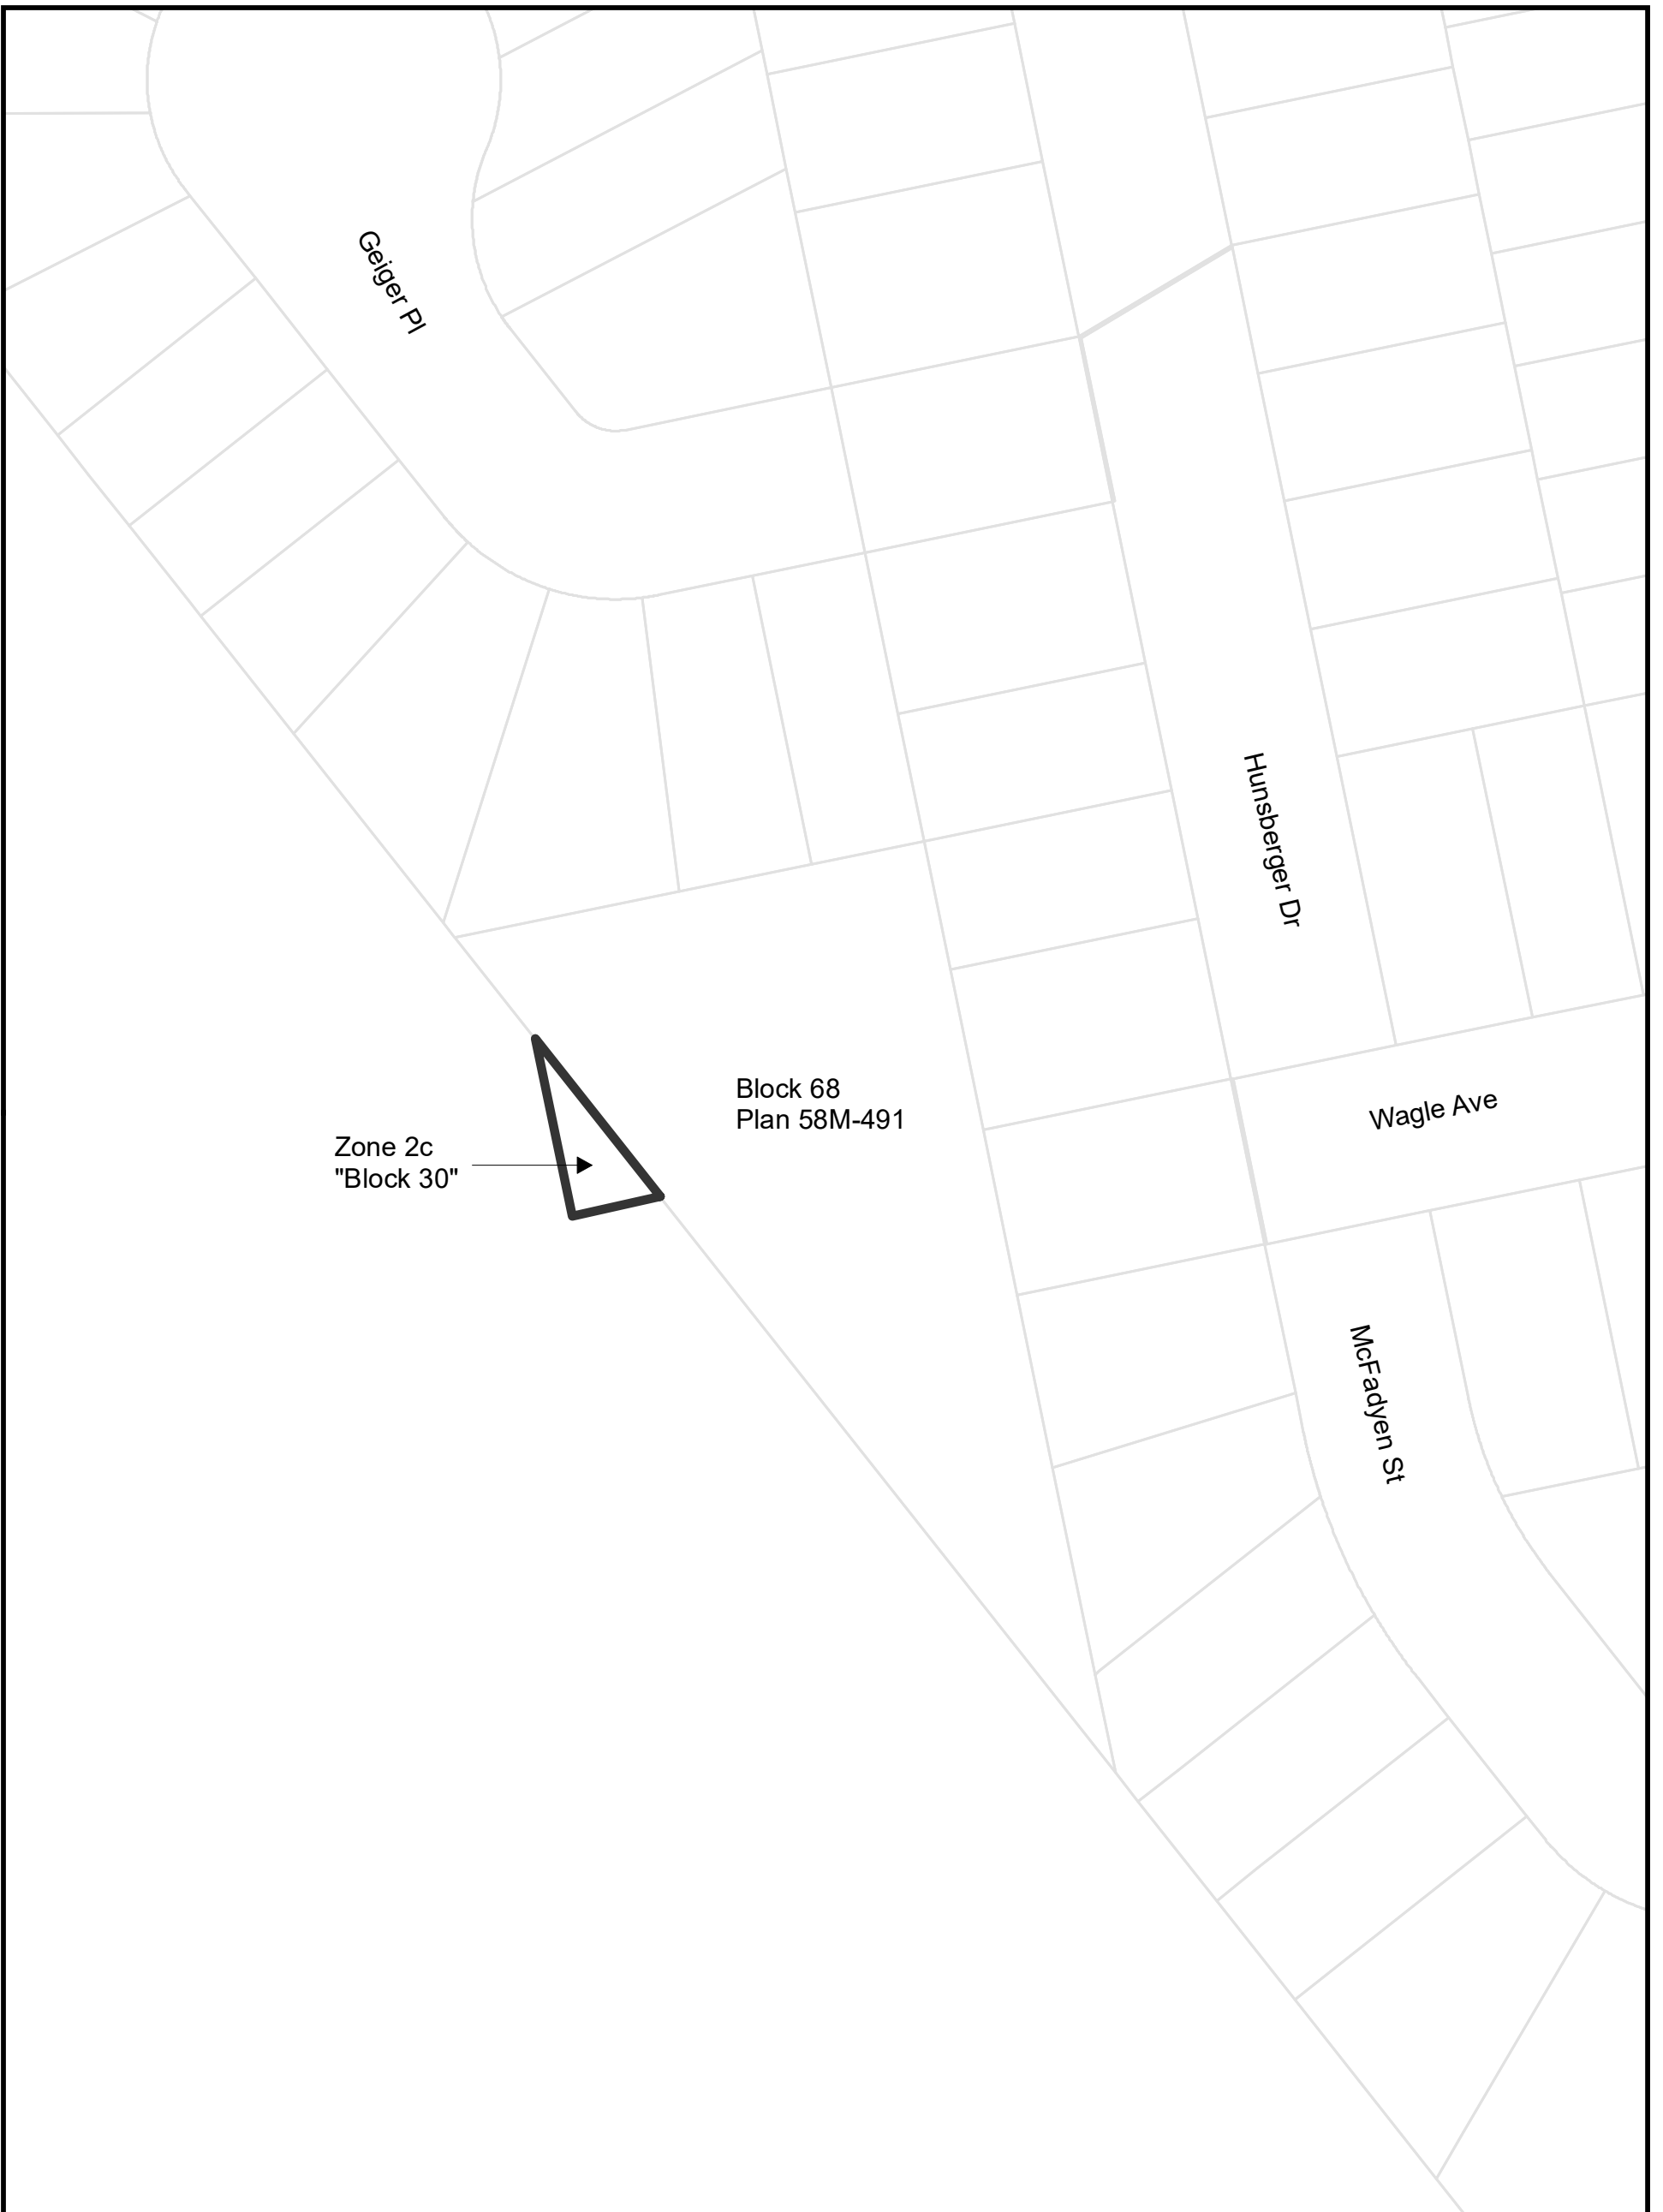 Geiger Pl
Hunsberger Dr
Block 68
Plan 58M-491
Wagle Ave
Zone 2c
"Block 30"
McFadyen St